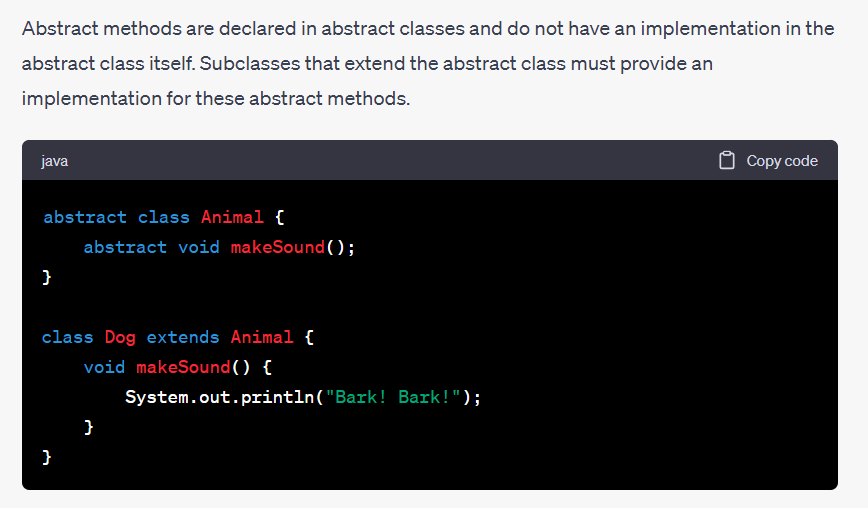 Abstract methods are declared in abstract classes and do not have an implementation in the
abstract class itself. Subclasses that extend the abstract class must provide an
implementation for these abstract methods.
java
Copy code
abstract class Animal {
    abstract void makeSound();
}
class Dog extends Animal {
    void makeSound() {
        System.out.println("Bark! Bark!");
    }
}